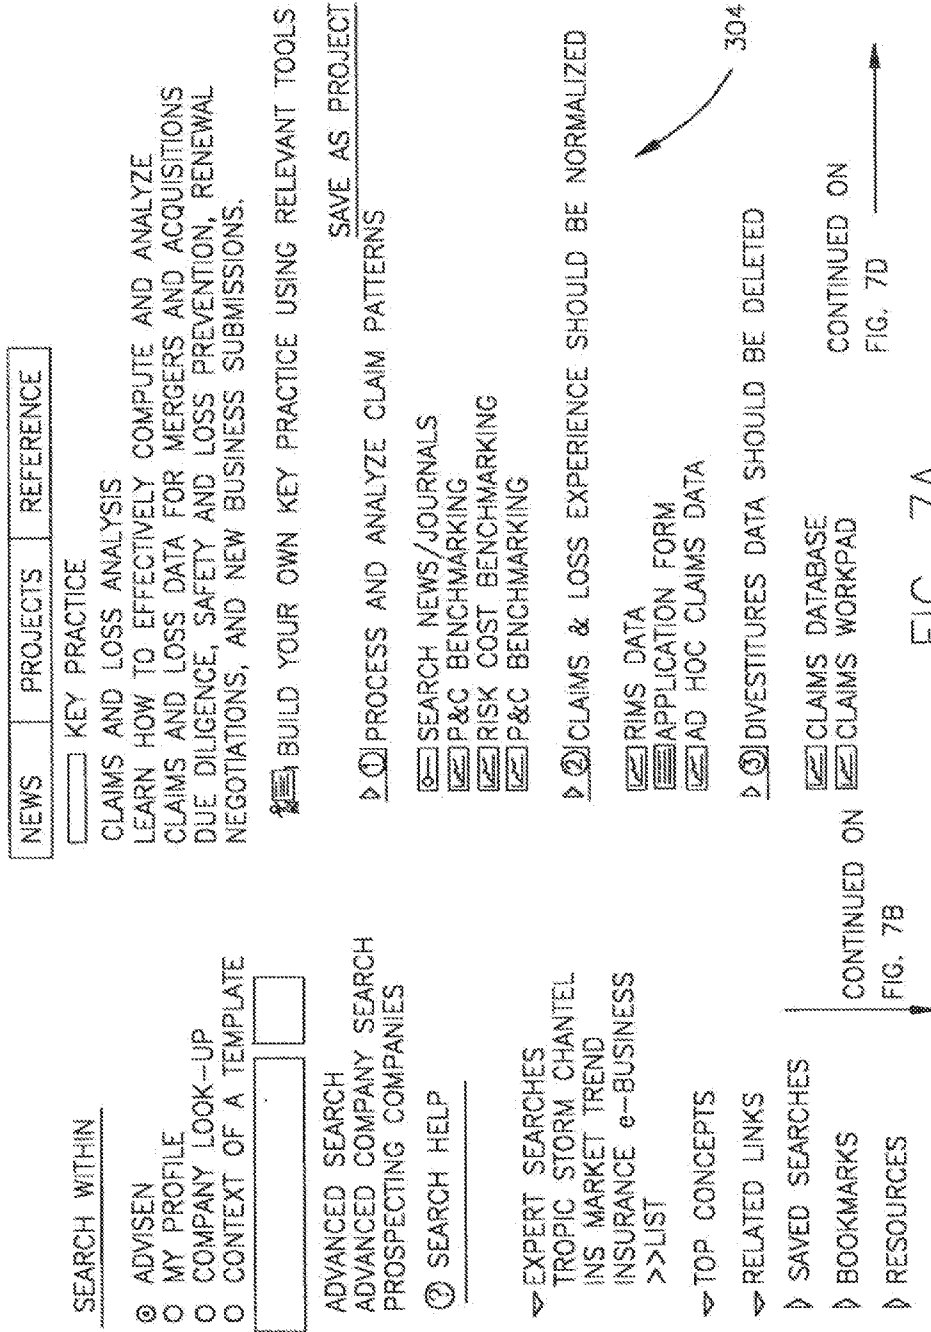 SEARCH WITHIN
ADVISEN
MY PROFILE
COMPANY LOOK-UP
CONTEXT OF A TEMPLATE
ADVANCED SEARCH
ADVANCED COMPANY SEARCH
PROSPECTING COMPANIES
? SEARCH HELP
EXPERT SEARCHES
TROPIC STORM CHANTEL
INS MARKET TREND
INSURANCE e-BUSINESS
>>LIST
TOP CONCEPTS
RELATED LINKS
SAVED SEARCHES
BOOKMARKS
RESOURCES
CONTINUED ON
FIG. 7B
NEWS PROJECTS REFERENCE
KEY PRACTICE
CLAIMS AND LOSS ANALYSIS
LEARN HOW TO EFFECTIVELY COMPUTE AND ANALYZE
CLAIMS AND LOSS DATA FOR MERGERS AND ACQUISITIONS
DUE DILIGENCE, SAFETY AND LOSS PREVENTION, RENEWAL
NEGOTIATIONS, AND NEW BUSINESS SUBMISSIONS.
BUILD YOUR OWN KEY PRACTICE USING RELEVANT TOOLS
SAVE AS PROJECT
1 PROCESS AND ANALYZE CLAIM PATTERNS
SEARCH NEWS/JOURNALS
P&C BENCHMARKING
RISK COST BENCHMARKING
P&C BENCHMARKING
2 CLAIMS & LOSS EXPERIENCE SHOULD BE NORMALIZED
RIMS DATA
APPLICATION FORM
AD HOC CLAIMS DATA
304
3 DIVESTITURES DATA SHOULD BE DELETED
CLAIMS DATABASE
CLAIMS WORKPAD
CONTINUED ON
FIG. 7D